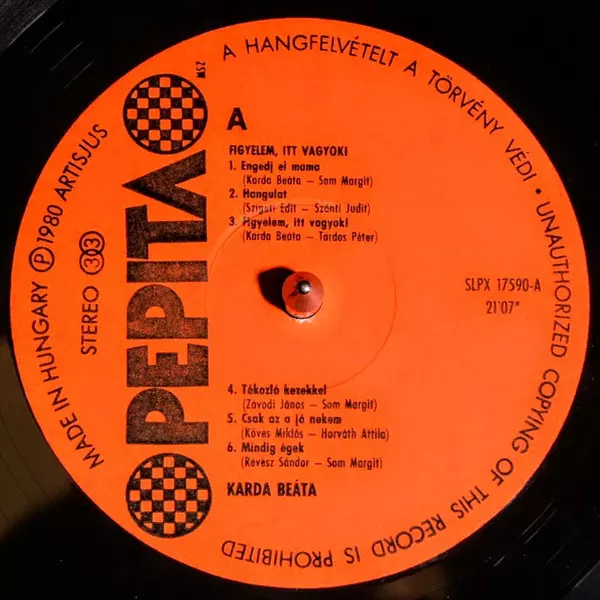 A HANGFELVÉTELT A TÖRVÉNY VÉDI • UNAUTHORIZED COPYING OF THIS RECORD IS PROHIBITED
MADE IN HUNGARY Ⓟ 1980 ARTISJUS
STEREO 33
PEPITA
MSZ
A
FIGYELEM, ITT VAGYOK!
1. Engedj el mama
(Karda Beáta – Som Margit)
2. Hangulat
(Szigeti Edit – Szánti Judit)
3. Figyelem, itt vagyok!
(Karda Beáta – Tardos Péter)
SLPX 17590-A
21'07"
4. Tékozló kezekkel
(Závodi János – Som Margit)
5. Csak az a jó nekem
(Köves Miklós – Horváth Attila)
6. Mindig égek
(Révész Sándor – Som Margit)
KARDA BEÁTA